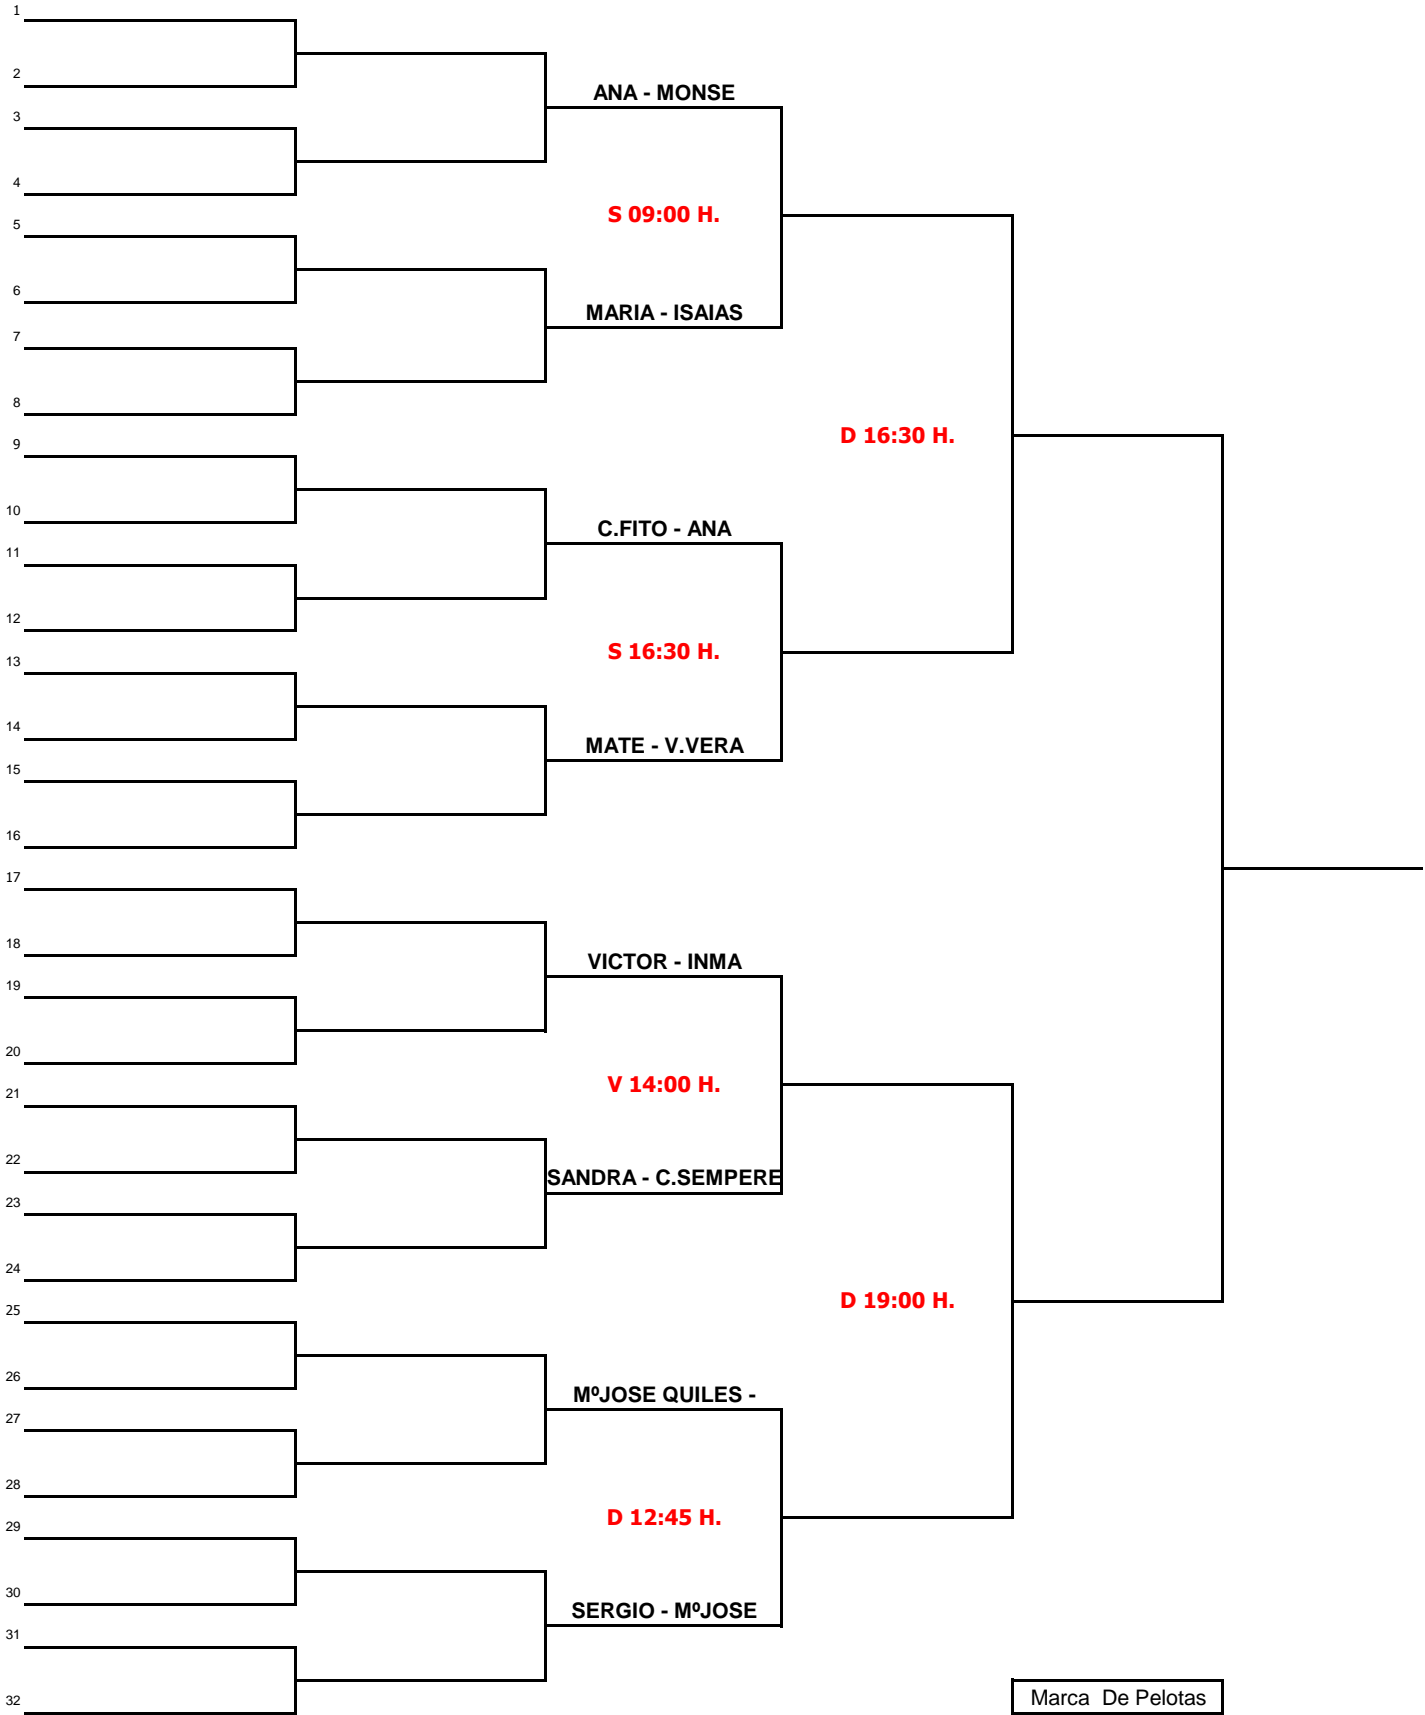 1
2
ANA - MONSE
3
4
S 09:00 H.
5
6
MARIA - ISAIAS
7
8
D 16:30 H.
9
10
C.FITO - ANA
11
12
S 16:30 H.
13
14
MATE - V.VERA
15
16
17
18
VICTOR - INMA
19
20
V 14:00 H.
21
22
SANDRA - C.SEMPERE
23
24
D 19:00 H.
25
26
MºJOSE QUILES -
27
28
D 12:45 H.
29
30
SERGIO - MºJOSE
31
32
Marca De Pelotas